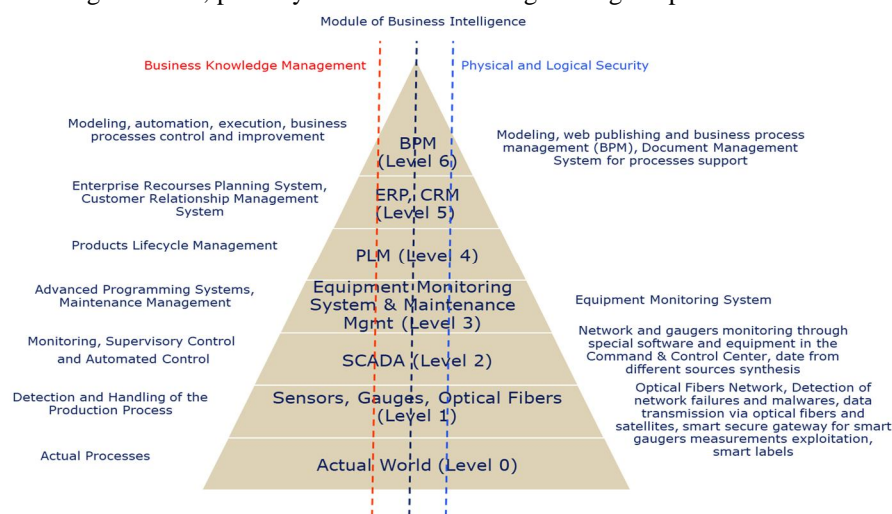 Module of Business Intelligence
Business Knowledge Management
Physical and Logical Security
Modeling, automation, execution, business
processes control and improvement
BPM
(Level 6)
Modeling, web publishing and business process
management (BPM), Document Management
System for processes support
Enterprise Recourses Planning System,
Customer Relationship Management
System
ERP, CRM
(Level 5)
Products Lifecycle Management
PLM (Level 4)
Advanced Programming Systems,
Maintenance Management
Equipment Monitoring
System & Maintenance
Mgmt (Level 3)
Equipment Monitoring System
Monitoring, Supervisory Control
and Automated Control
SCADA (Level 2)
Network and gaugers monitoring through
special software and equipment in the
Command & Control Center, date from
different sources synthesis
Detection and Handling of the
Production Process
Sensors, Gauges, Optical Fibers
(Level 1)
Optical Fibers Network, Detection of
network failures and malwares, data
transmission via optical fibers and
satellites, smart secure gateway for smart
gaugers measurements exploitation,
smart labels
Actual Processes
Actual World (Level 0)